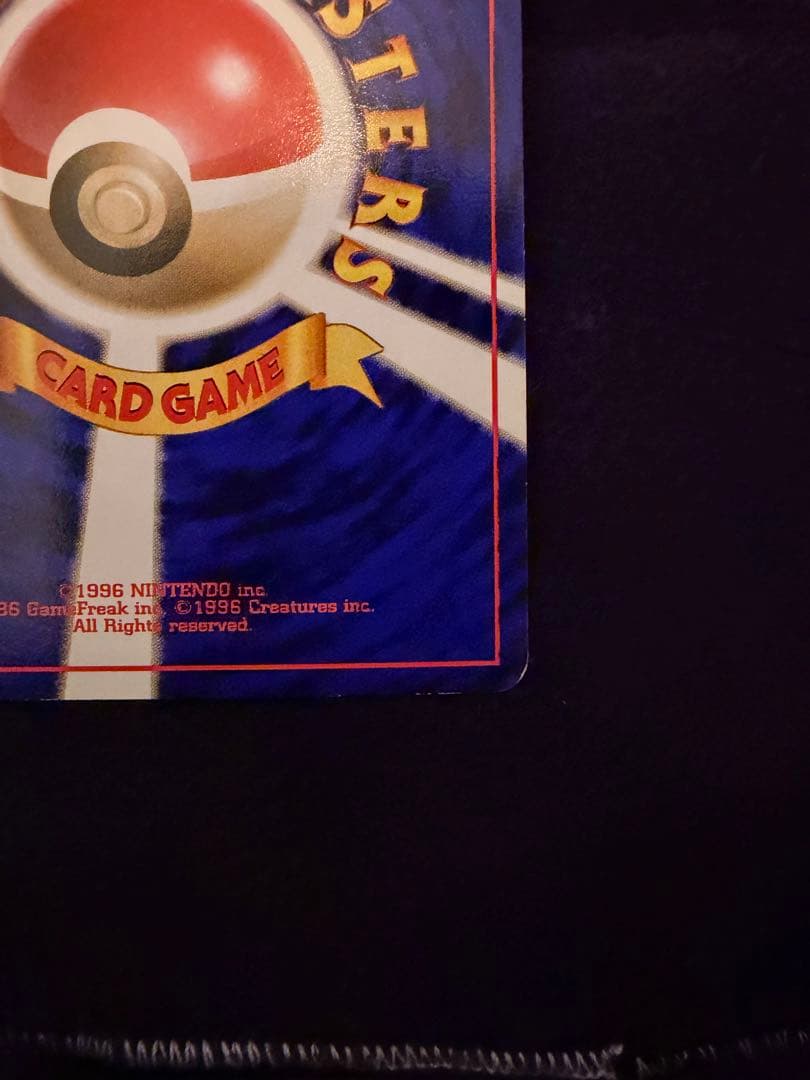 STERS
CARD GAME
©1996 NINTENDO inc.
GameFreak inc. ©1996 Creatures inc.
All Rights reserved.